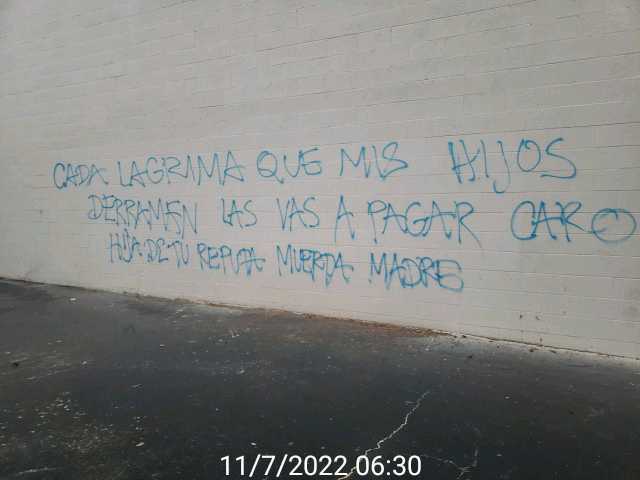 CADA LAGRIMA QUE MIS HIJOS
DERRAMEN LAS VAS A PAGAR CARO
HIJA DE TU REPUTA MUERTA MADRE
11/7/2022 06:30